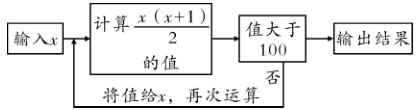 输入x
计算x(x+1)/2
的值
值大于
100
输出结果
否
将值给x，再次运算